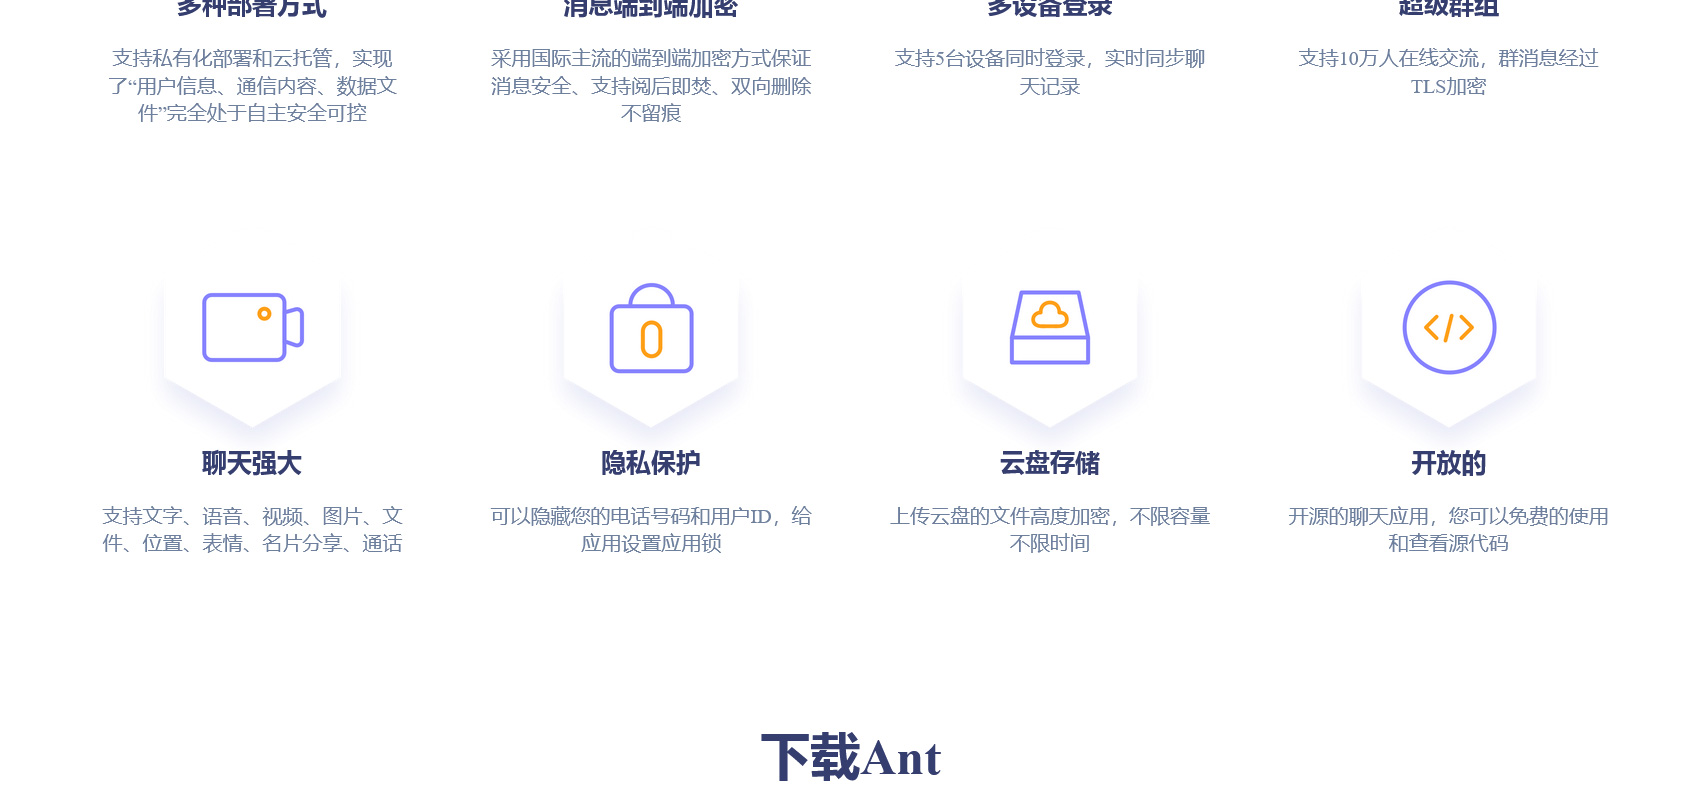 多种部署方式
消息端到端加密
多设备登录
超级群组
支持私有化部署和云托管，实现
了“用户信息、通信内容、数据文
件”完全处于自主安全可控
采用国际主流的端到端加密方式保证
消息安全、支持阅后即焚、双向删除
不留痕
支持5台设备同时登录，实时同步聊
天记录
支持10万人在线交流，群消息经过
TLS加密
聊天强大
支持文字、语音、视频、图片、文
件、位置、表情、名片分享、通话
隐私保护
可以隐藏您的电话号码和用户ID，给
应用设置应用锁
云盘存储
上传云盘的文件高度加密，不限容量
不限时间
开放的
开源的聊天应用，您可以免费的使用
和查看源代码
下载Ant